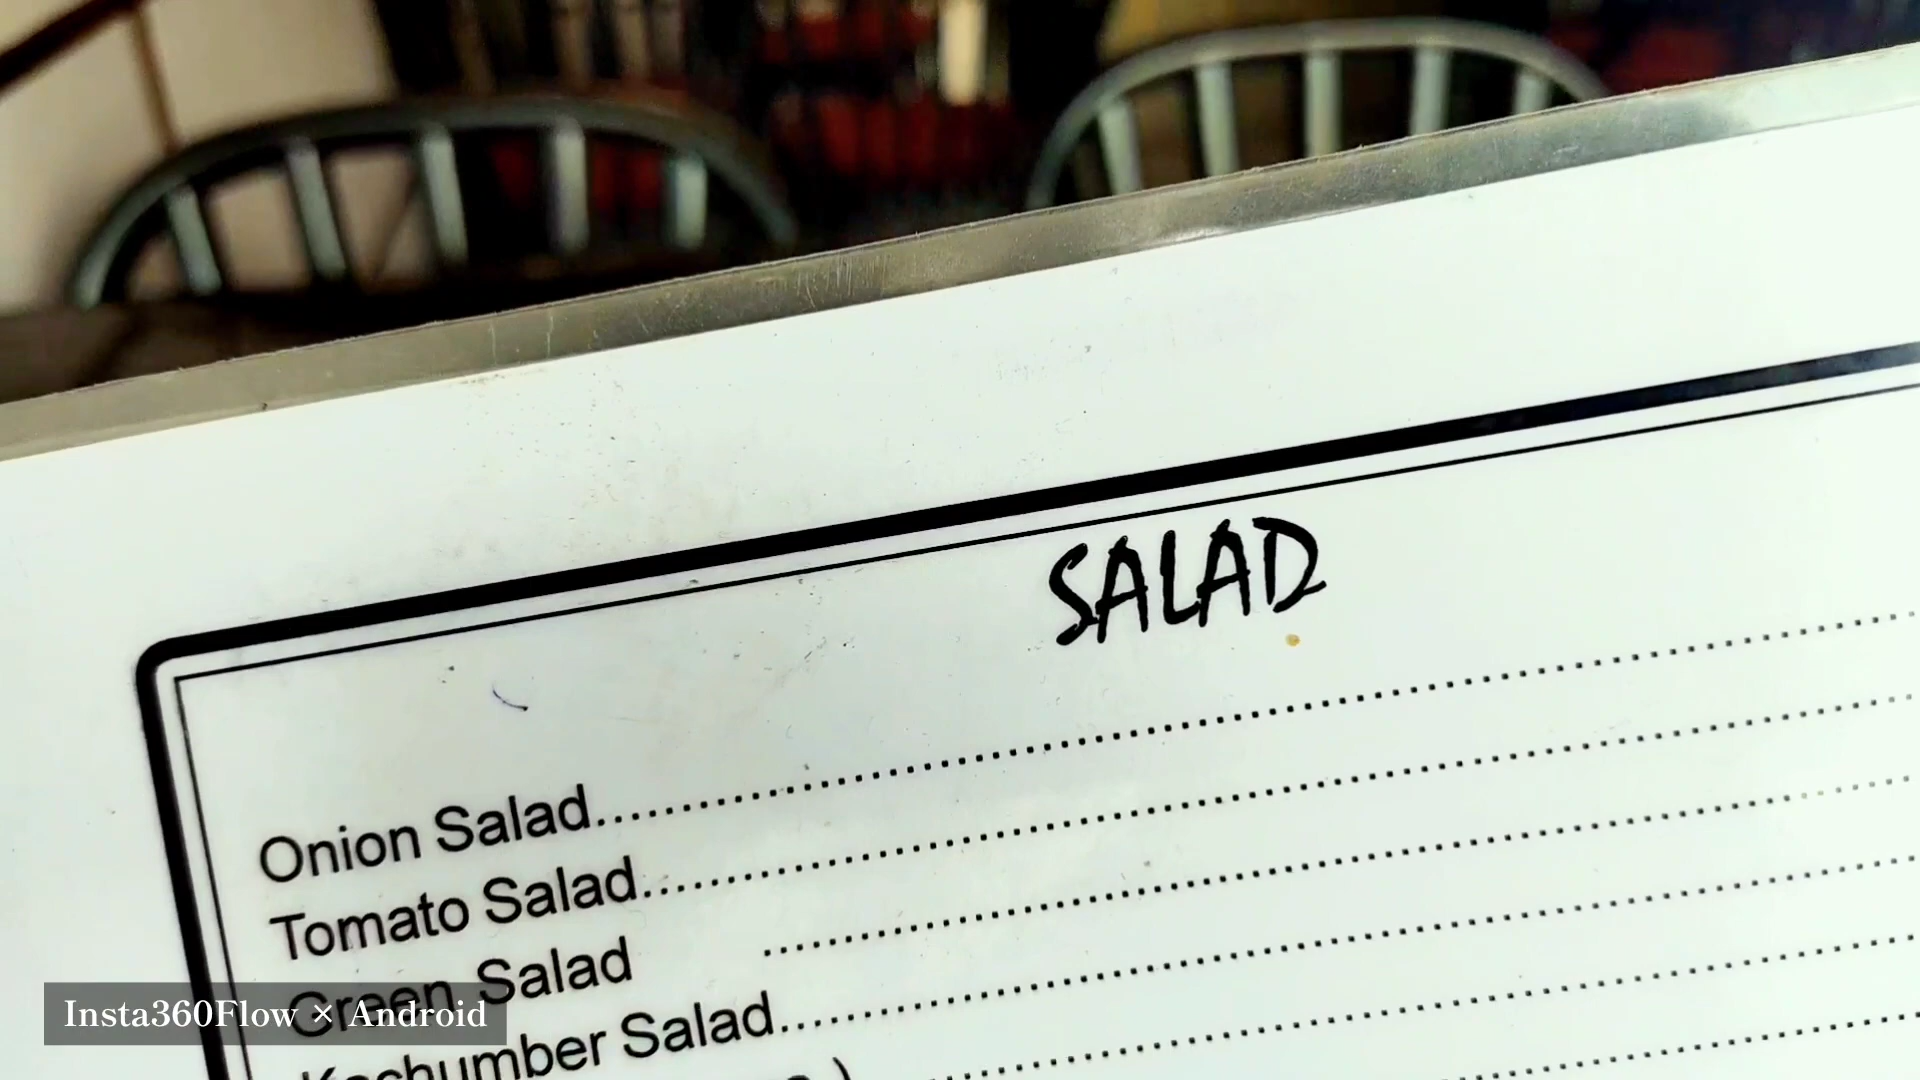 SALAD
Onion Salad..............................
Tomato Salad..............................
Green Salad ..............................
Kachumber Salad..............................
Insta360Flow × Android